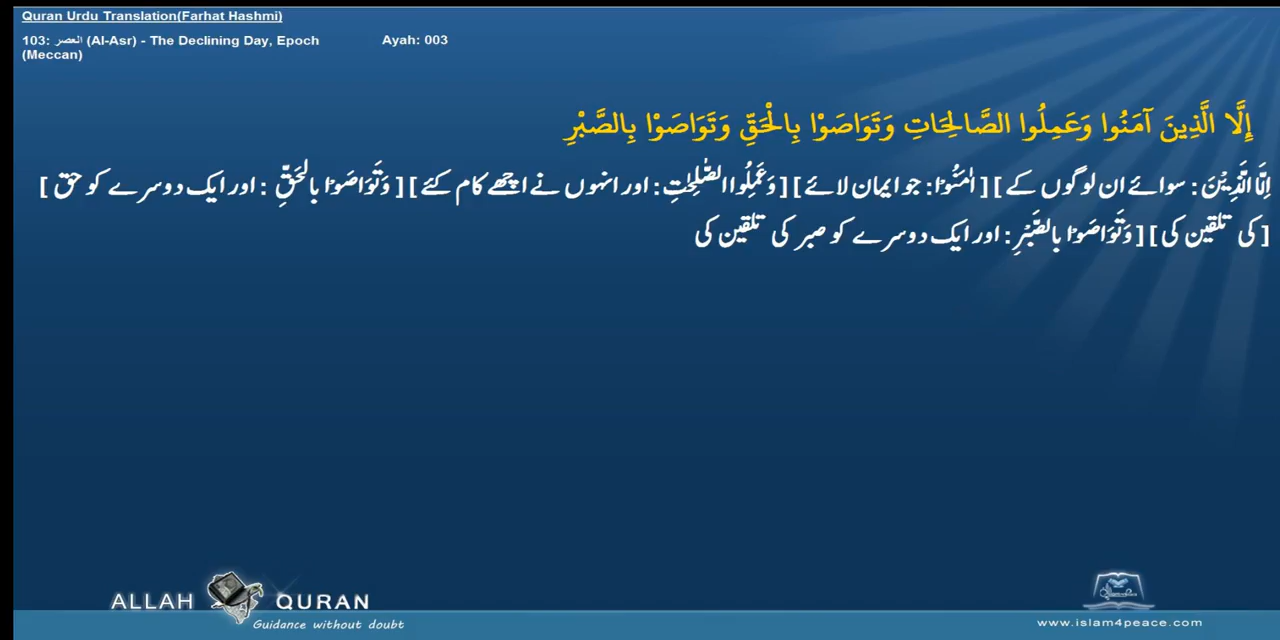 Quran Urdu Translation(Farhat Hashmi)
103: العصر (Al-Asr) - The Declining Day, Epoch (Meccan)
Ayah: 003
إِلَّا الَّذِينَ آمَنُوا وَعَمِلُوا الصَّالِحَاتِ وَتَوَاصَوْا بِالْحَقِّ وَتَوَاصَوْا بِالصَّبْرِ
اِلَّا الَّذِيْنَ : سوائے ان لوگوں کے ] [ اٰمَنُوْا : جو ایمان لائے ] [ وَعَمِلُوا الصّٰلِحٰتِ : اور انہوں نے اچھے کام کئے ] [ وَتَوَاصَوْا بِالْحَقِّ : اور ایک دوسرے کو حق ]
[ کی تلقین کی ] [ وَتَوَاصَوْا بِالصَّبْرِ : اور ایک دوسرے کو صبر کی تلقین کی
ALLAH QURAN
Guidance without doubt
www.islam4peace.com